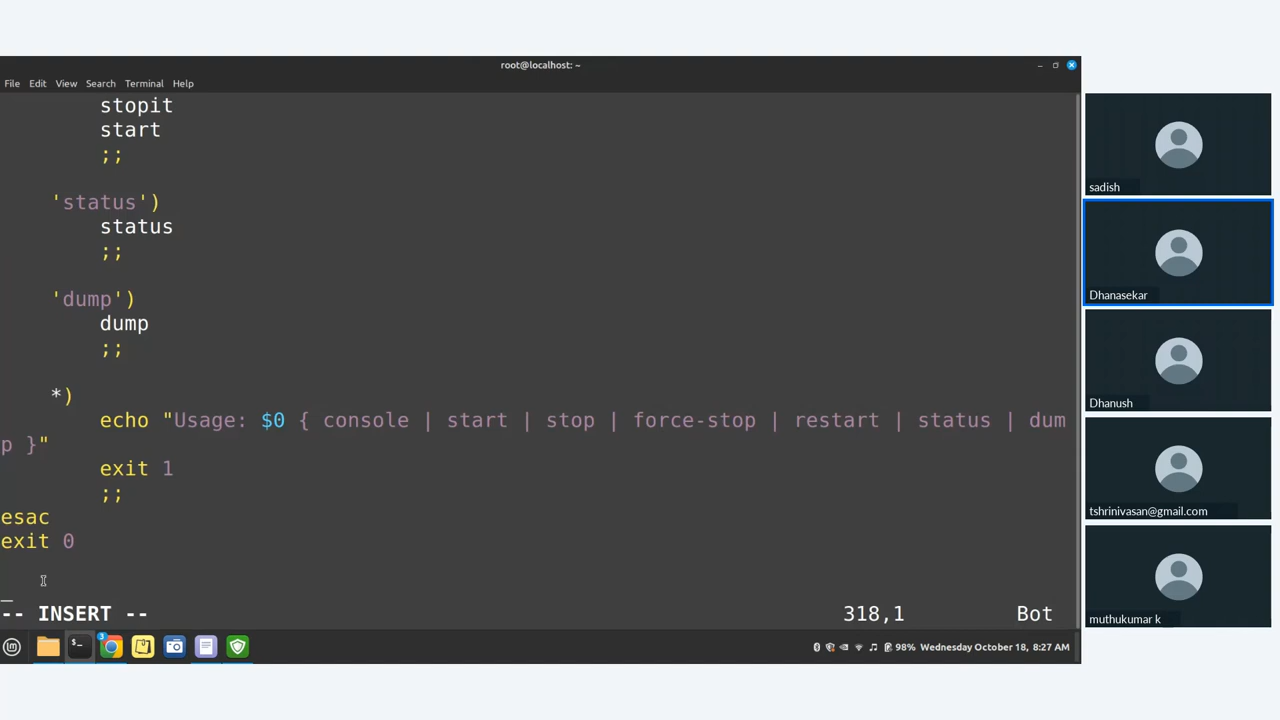 root@localhost: ~
File Edit View Search Terminal Help
stopit
start
;;
'status')
status
;;
'dump')
dump
;;
*)
echo "Usage: $0 { console | start | stop | force-stop | restart | status | dum
p }"
exit 1
;;
esac
exit 0
-- INSERT -- 318,1 Bot
3
98% Wednesday October 18, 8:27 AM
sadish
Dhanasekar
Dhanush
tshrinivasan@gmail.com
muthukumar k